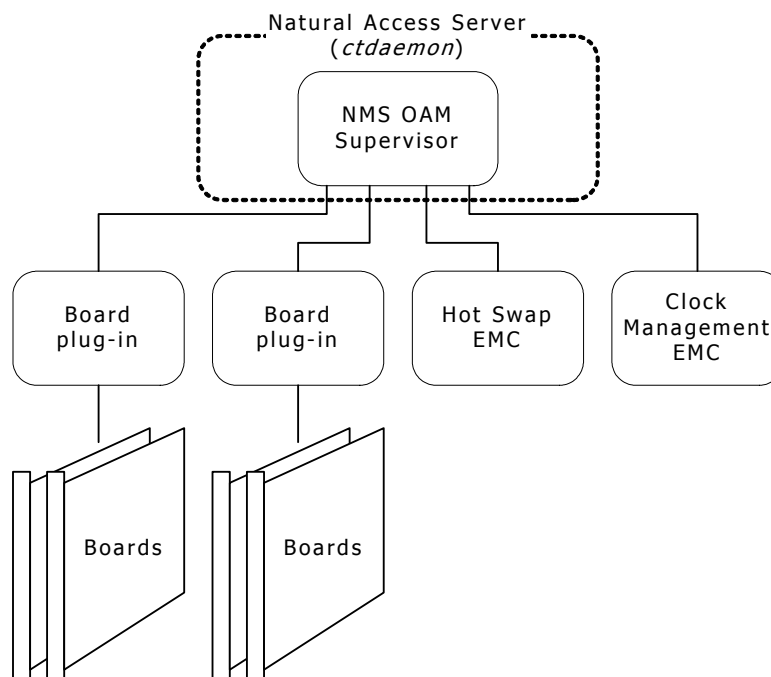 Natural Access Server
(ctdaemon)
NMS OAM
Supervisor
Board
plug-in
Board
plug-in
Hot Swap
EMC
Clock
Management
EMC
Boards
Boards